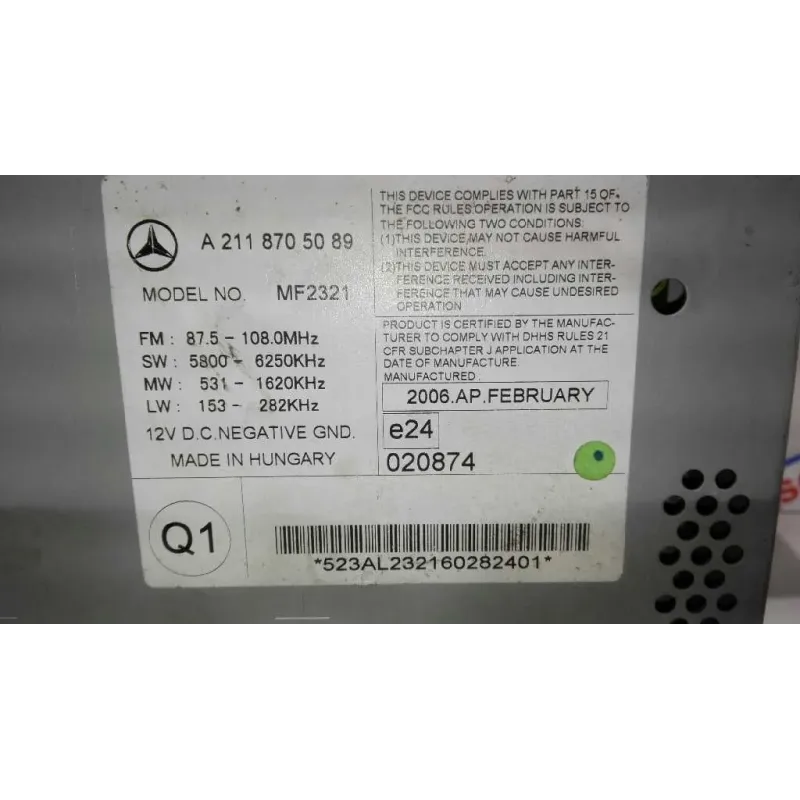 A 211 870 50 89
MODEL NO. MF2321
FM : 87.5 - 108.0MHz
SW : 5800 - 6250KHz
MW : 531 - 1620KHz
LW : 153 - 282KHz
12V D.C.NEGATIVE GND.
MADE IN HUNGARY
THIS DEVICE COMPLIES WITH PART 15 OF
THE FCC RULES.OPERATION IS SUBJECT TO
THE FOLLOWING TWO CONDITIONS:
(1)THIS DEVICE MAY NOT CAUSE HARMFUL
INTERFERENCE.
(2)THIS DEVICE MUST ACCEPT ANY INTER-
FERENCE RECEIVED INCLUDING INTER-
FERENCE THAT MAY CAUSE UNDESIRED
OPERATION
PRODUCT IS CERTIFIED BY THE MANUFAC-
TURER TO COMPLY WITH DHHS RULES 21
CFR SUBCHAPTER J APPLICATION AT THE
DATE OF MANUFACTURE.
MANUFACTURED :
2006.AP.FEBRUARY
e24
020874
Q1
*523AL232160282401*